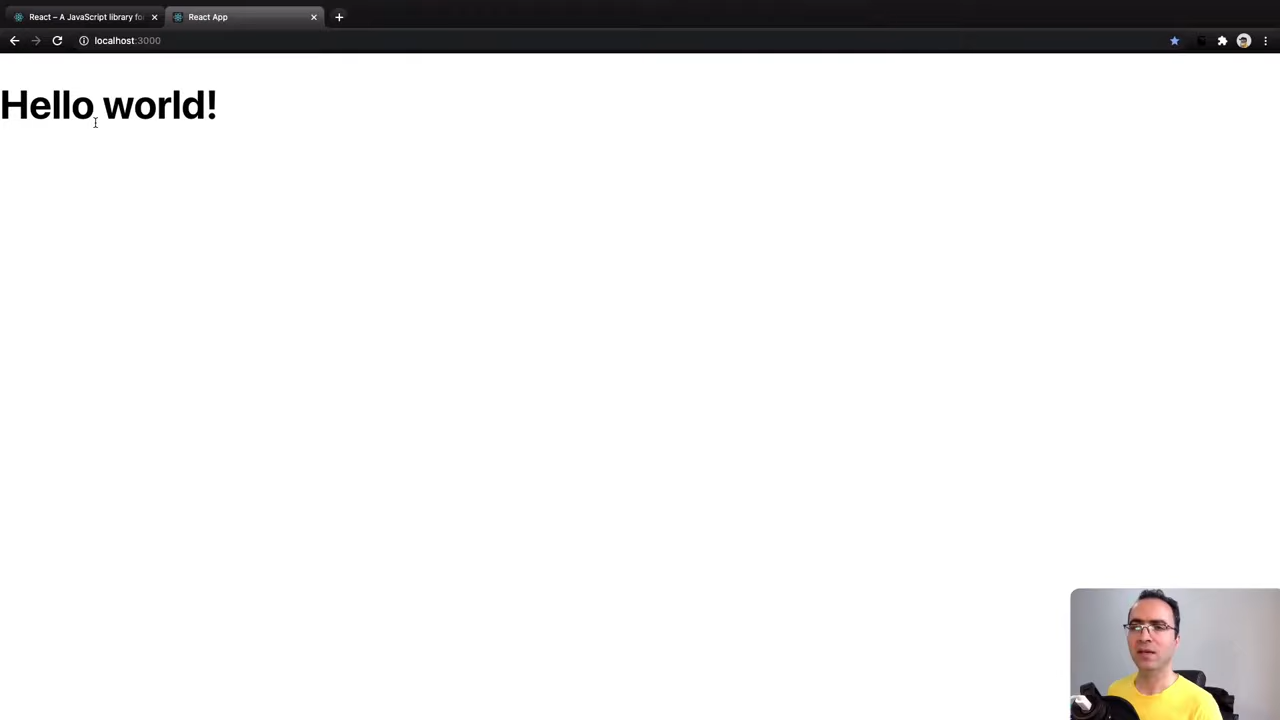 React – A JavaScript library fo
React App
localhost:3000
Hello world!